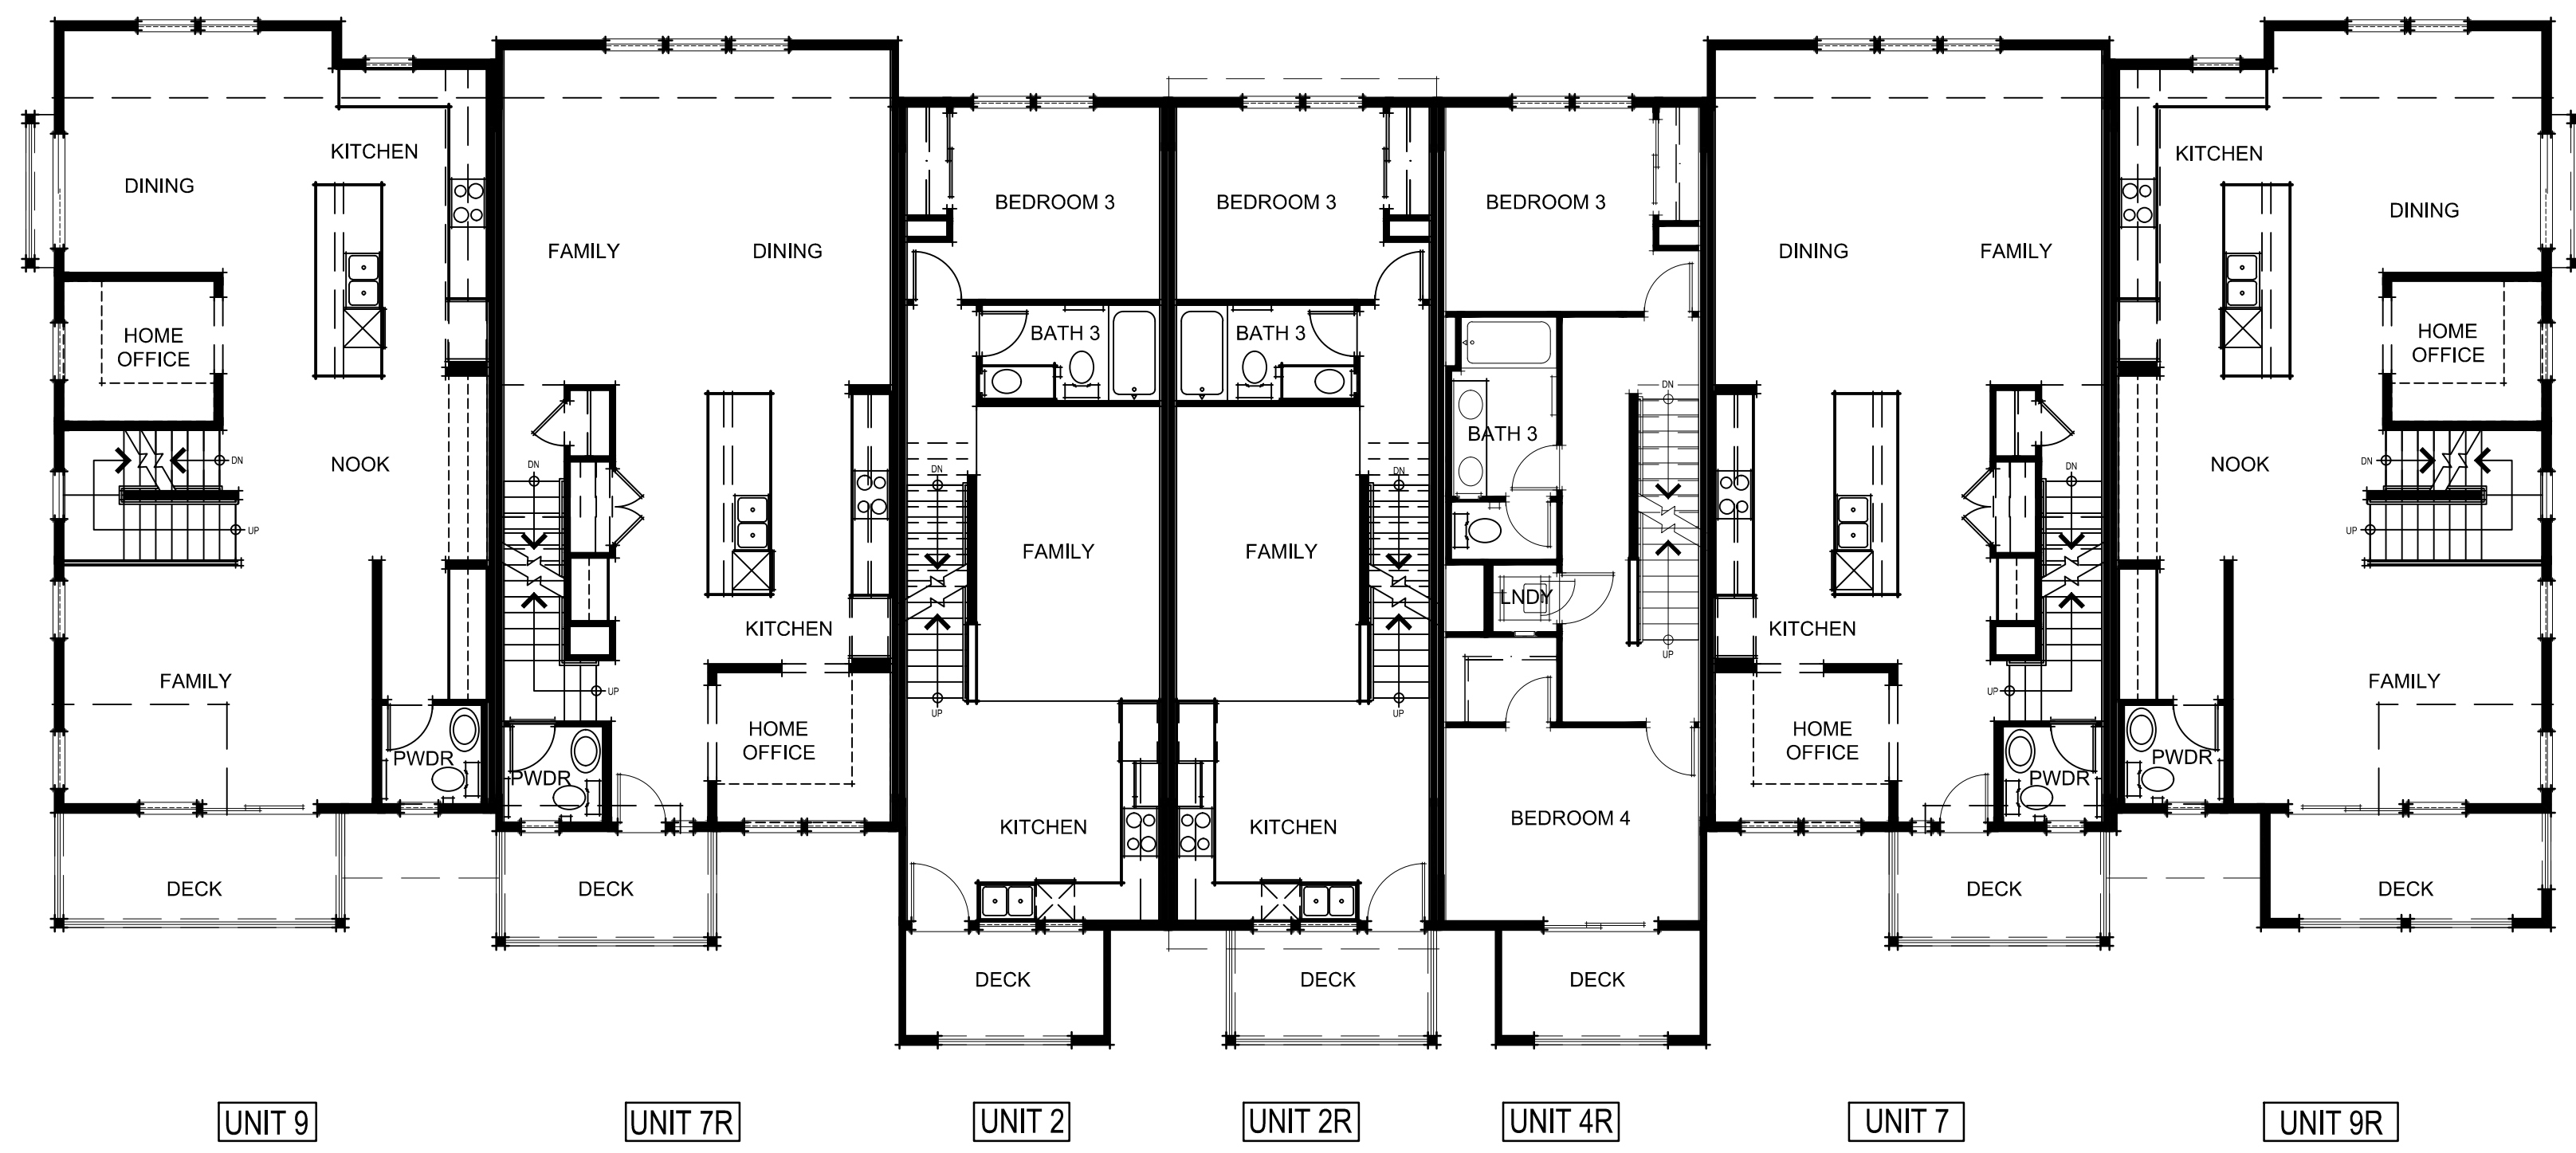 KITCHEN
DINING
HOME
OFFICE
DN
NOOK
UP
FAMILY
PWDR
DECK
UNIT 9
FAMILY
DINING
DN
KITCHEN
UP
HOME
OFFICE
PWDR
DECK
UNIT 7R
BEDROOM 3
BATH 3
DN
FAMILY
UP
KITCHEN
DECK
UNIT 2
BEDROOM 3
BATH 3
DN
FAMILY
UP
KITCHEN
DECK
UNIT 2R
BEDROOM 3
DN
BATH 3
LNDY
UP
BEDROOM 4
DECK
UNIT 4R
DINING
FAMILY
DN
KITCHEN
UP
HOME
OFFICE
PWDR
DECK
UNIT 7
KITCHEN
DINING
HOME
OFFICE
DN
NOOK
UP
FAMILY
PWDR
DECK
UNIT 9R